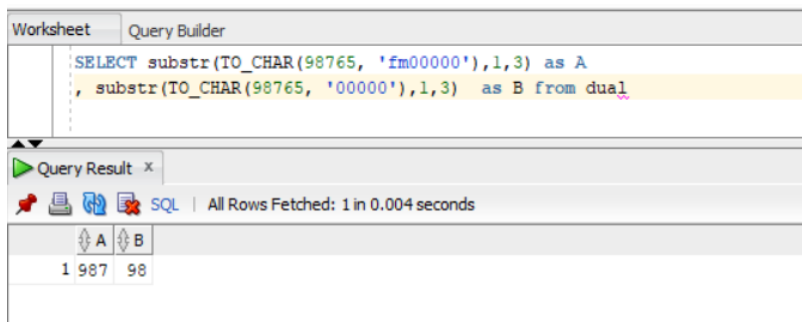 Worksheet Query Builder
SELECT substr(TO_CHAR(98765, 'fm00000'),1,3) as A
, substr(TO_CHAR(98765, '00000'),1,3)  as B from dual
Query Result x
SQL | All Rows Fetched: 1 in 0.004 seconds
A B
1 987 98